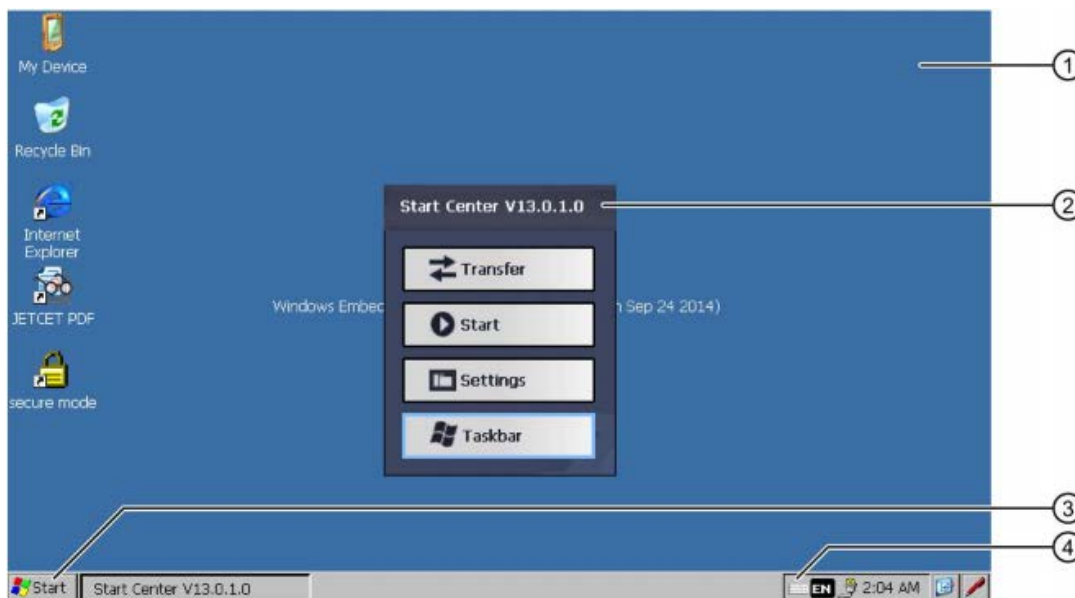 My Device
1
Recycle Bin
Start Center V13.0.1.0
2
Internet
Explorer
Transfer
JETCET PDF
Windows Embec
Sep 24 2014)
Start
Settings
secure mode
Taskbar
3
4
Start
Start Center V13.0.1.0
EN
2:04 AM